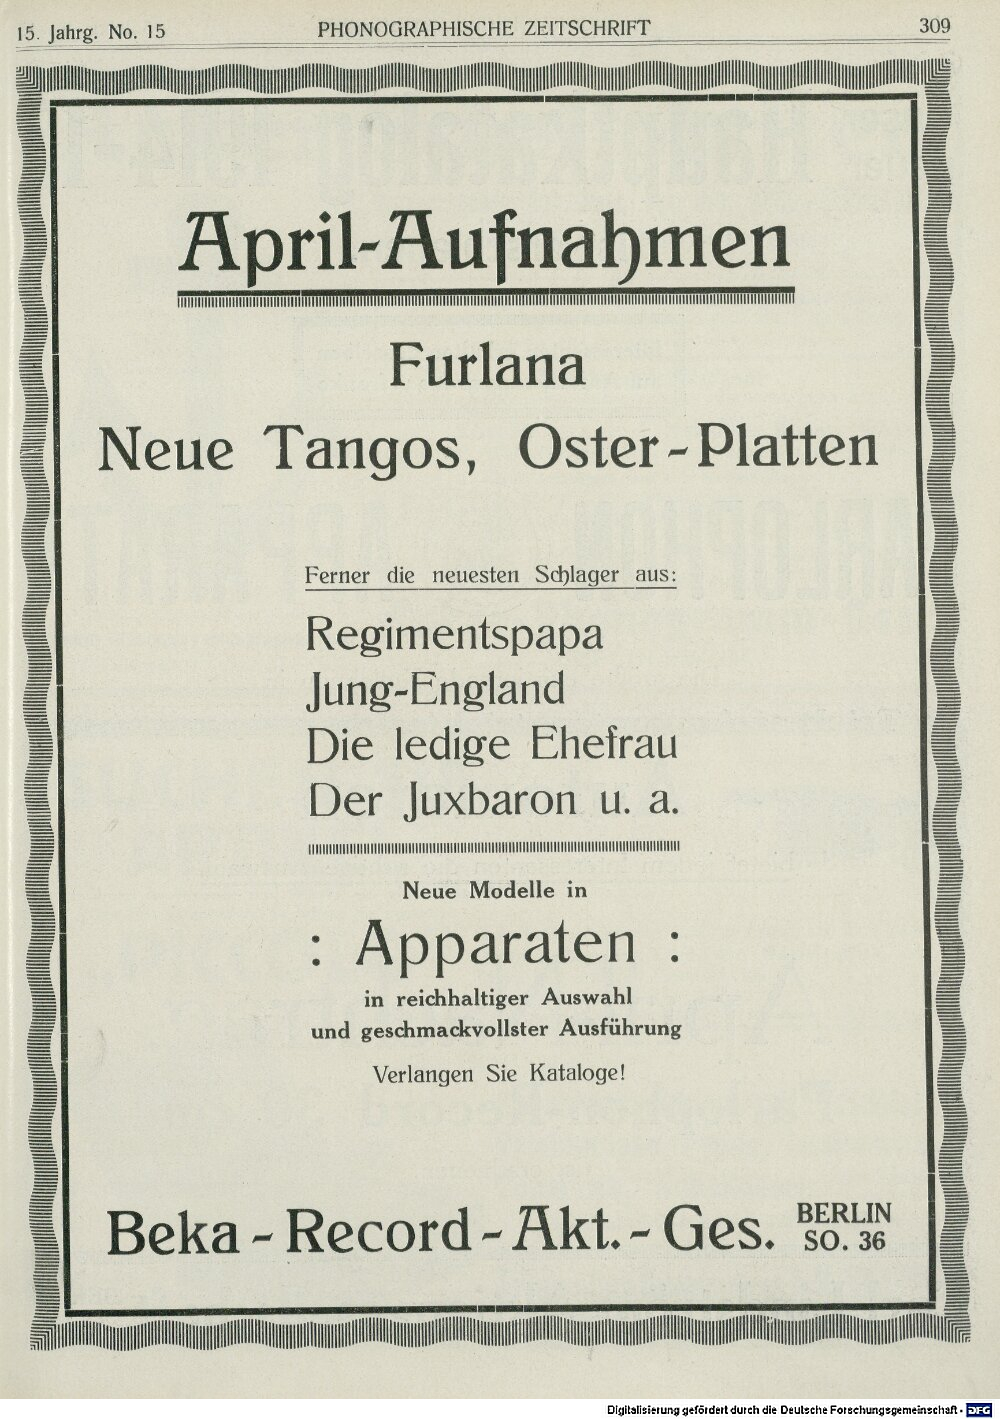 15. Jahrg. No. 15
PHONOGRAPHISCHE ZEITSCHRIFT
309
April-Aufnahmen
Furlana
Neue Tangos, Oster-Platten
Ferner die neuesten Schlager aus:
Regimentspapa
Jung-England
Die ledige Ehefrau
Der Juxbaron u. a.
Neue Modelle in
: Apparaten :
in reichhaltiger Auswahl
und geschmackvollster Ausführung
Verlangen Sie Kataloge!
Beka-Record-Akt.-Ges.
BERLIN
SO. 36
Digitalisierung gefördert durch die Deutsche Forschungsgemeinschaft - DFG